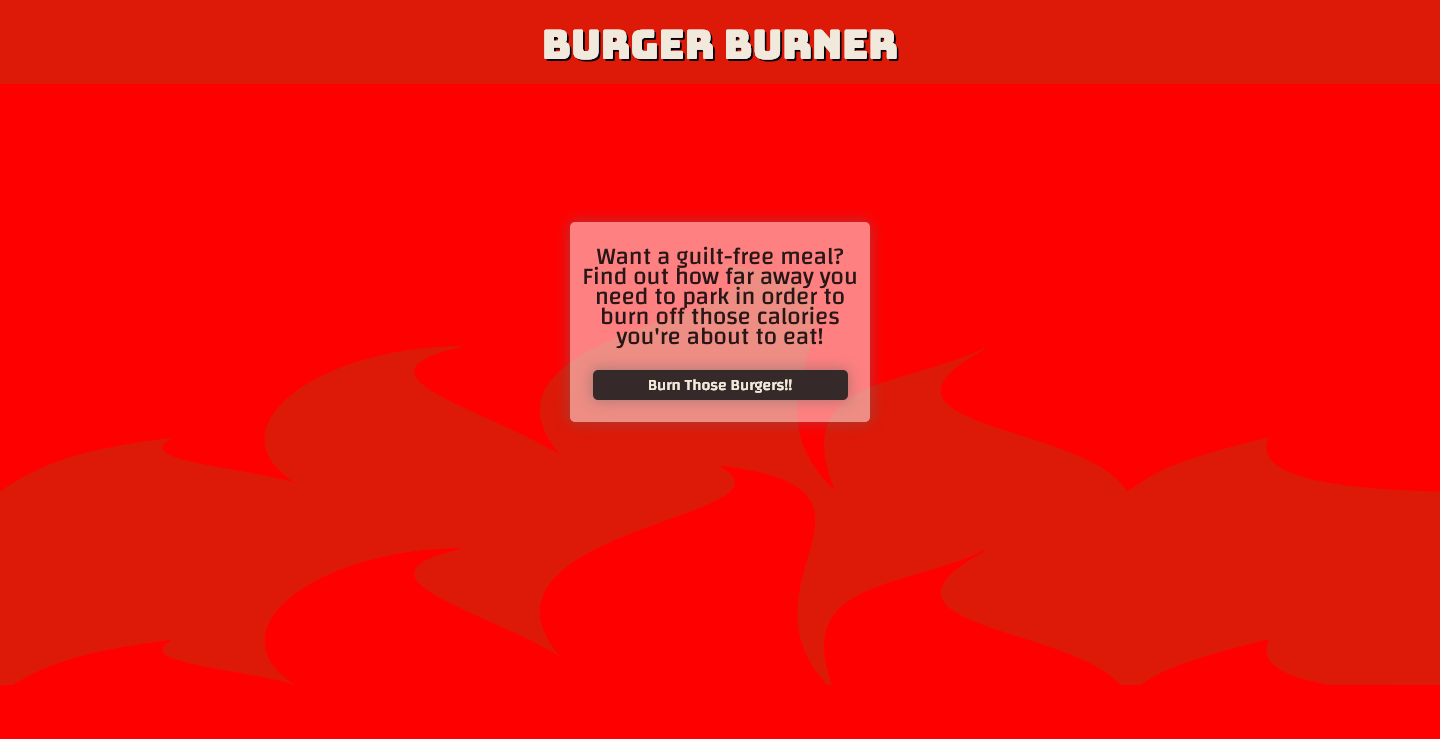 BURGER BURNER
Want a guilt-free meal?
Find out how far away you
need to park in order to
burn off those calories
you're about to eat!
Burn Those Burgers!!